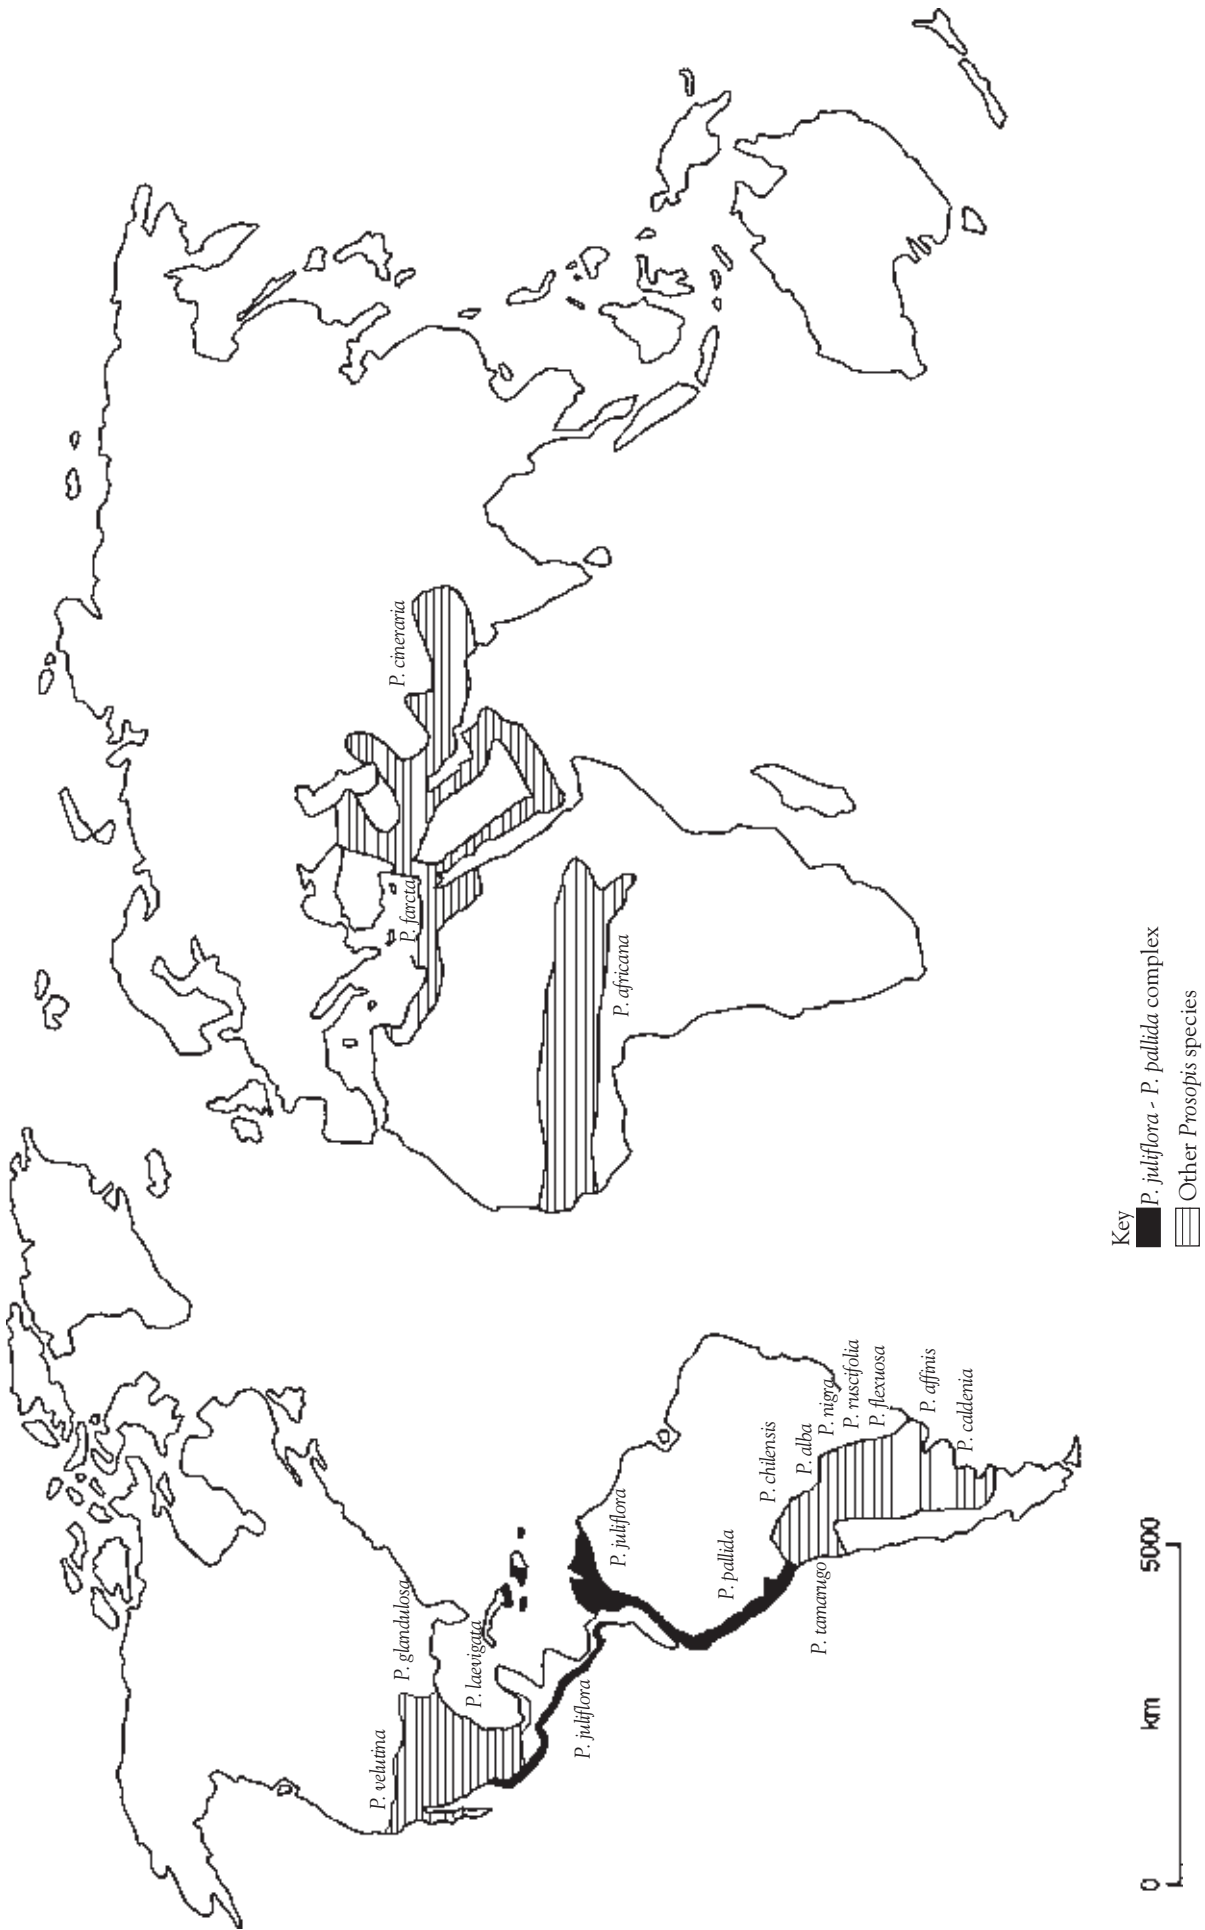 P. velutina
P. glandulosa
P. laevigata
P. juliflora
P. juliflora
P. pallida
P. tamarugo
P. chilensis
P. alba
P. nigra
P. ruscifolia
P. flexuosa
P. affinis
P. caldenia
P. farcta
P. cineraria
P. africana
0 km 5000
Key
P. juliflora - P. pallida complex
Other Prosopis species